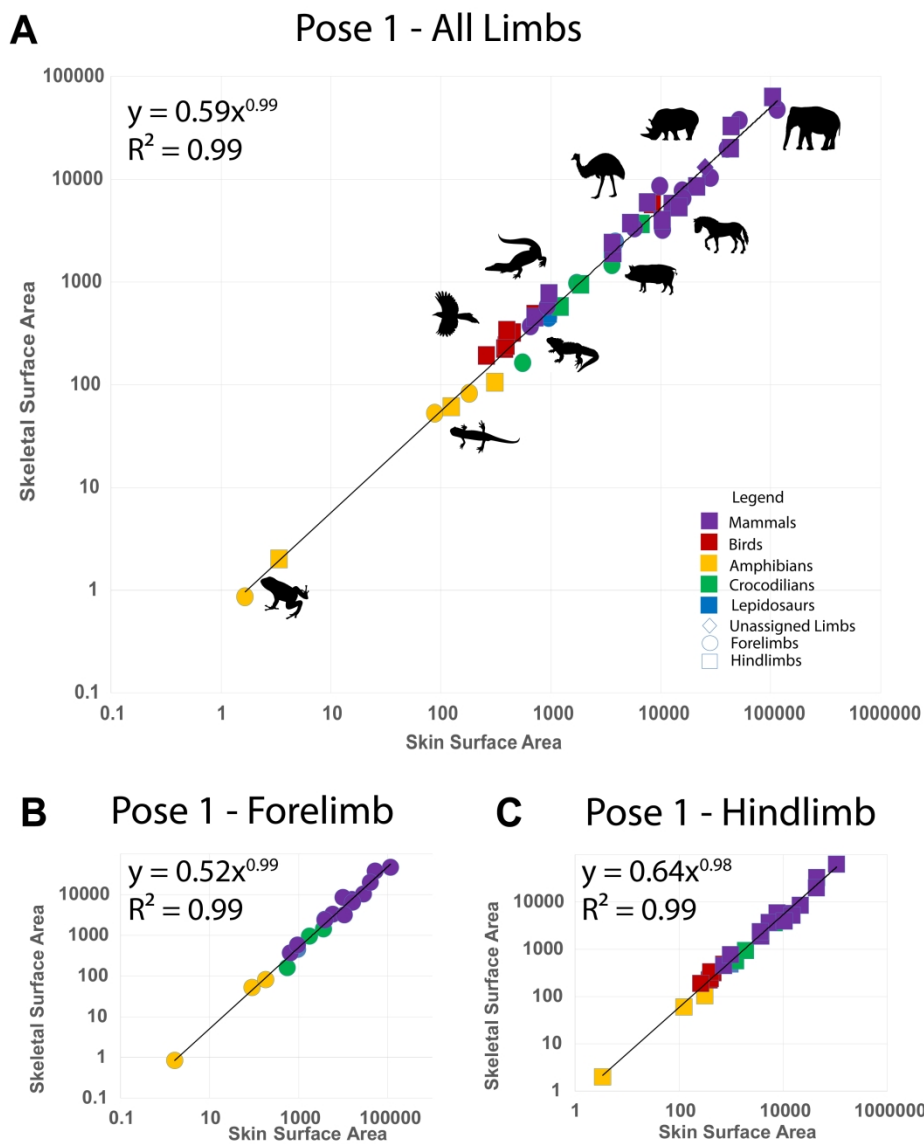 A
Pose 1 - All Limbs
y = 0.59x^0.99
R² = 0.99
100000
10000
1000
100
10
1
0.1
Skeletal Surface Area
0.1
1
10
100
1000
10000
100000
1000000
Skin Surface Area
Legend
Mammals
Birds
Amphibians
Crocodilians
Lepidosaurs
Unassigned Limbs
Forelimbs
Hindlimbs
B
Pose 1 - Forelimb
y = 0.52x^0.99
R² = 0.99
10000
1000
100
10
1
0.1
Skeletal Surface Area
0.1
10
1000
100000
Skin Surface Area
C
Pose 1 - Hindlimb
y = 0.64x^0.98
R² = 0.99
10000
1000
100
10
1
Skeletal Surface Area
1
100
10000
1000000
Skin Surface Area